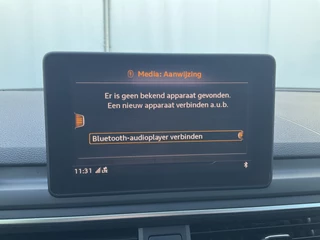 Media: Aanwijzing
Er is geen bekend apparaat gevonden.
Een nieuw apparaat verbinden a.u.b.
Bluetooth-audioplayer verbinden
11:31